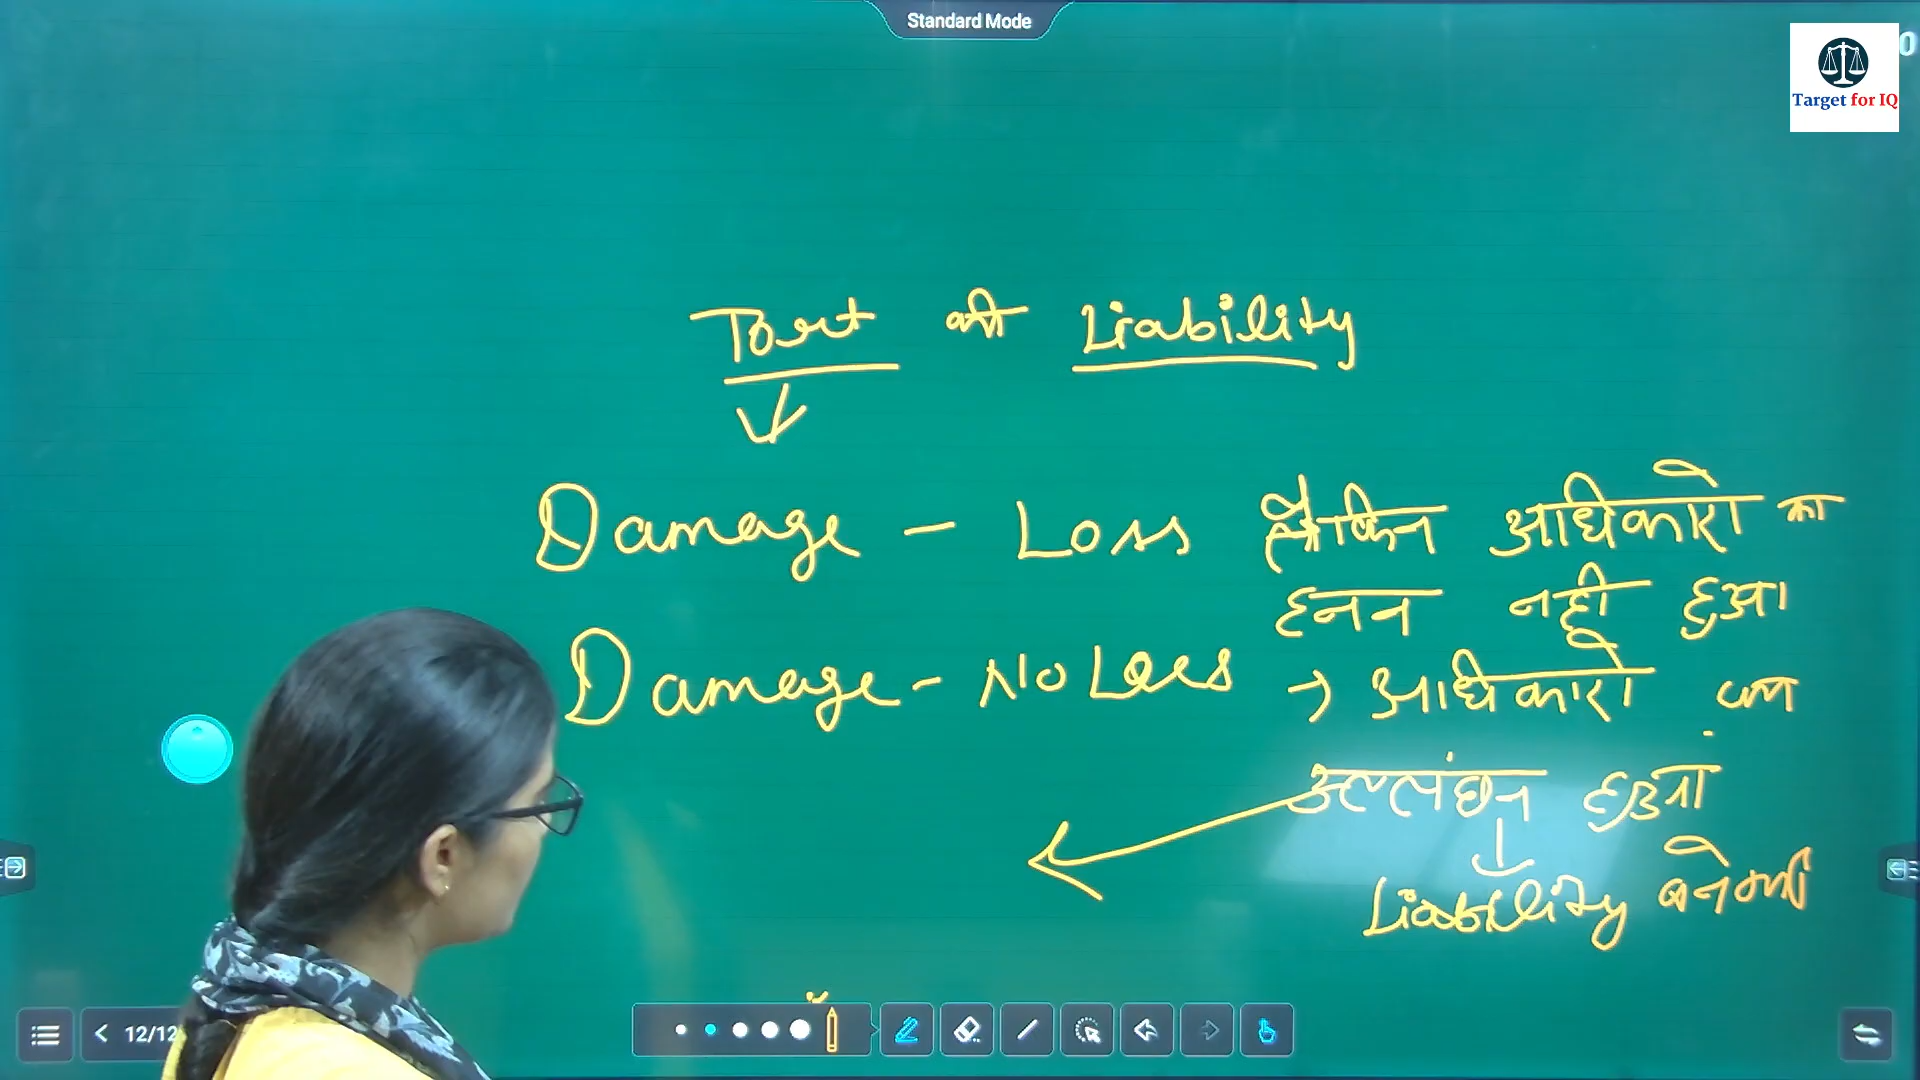 Standard Mode
Target for IQ
Tort की Liability
Damage - Loss लेकिन अधिकारो का
हनन नही हुआ
Damage - No Loss → अधिकारो का
उल्लंघन हुआ
Liability बनेगी
12/12